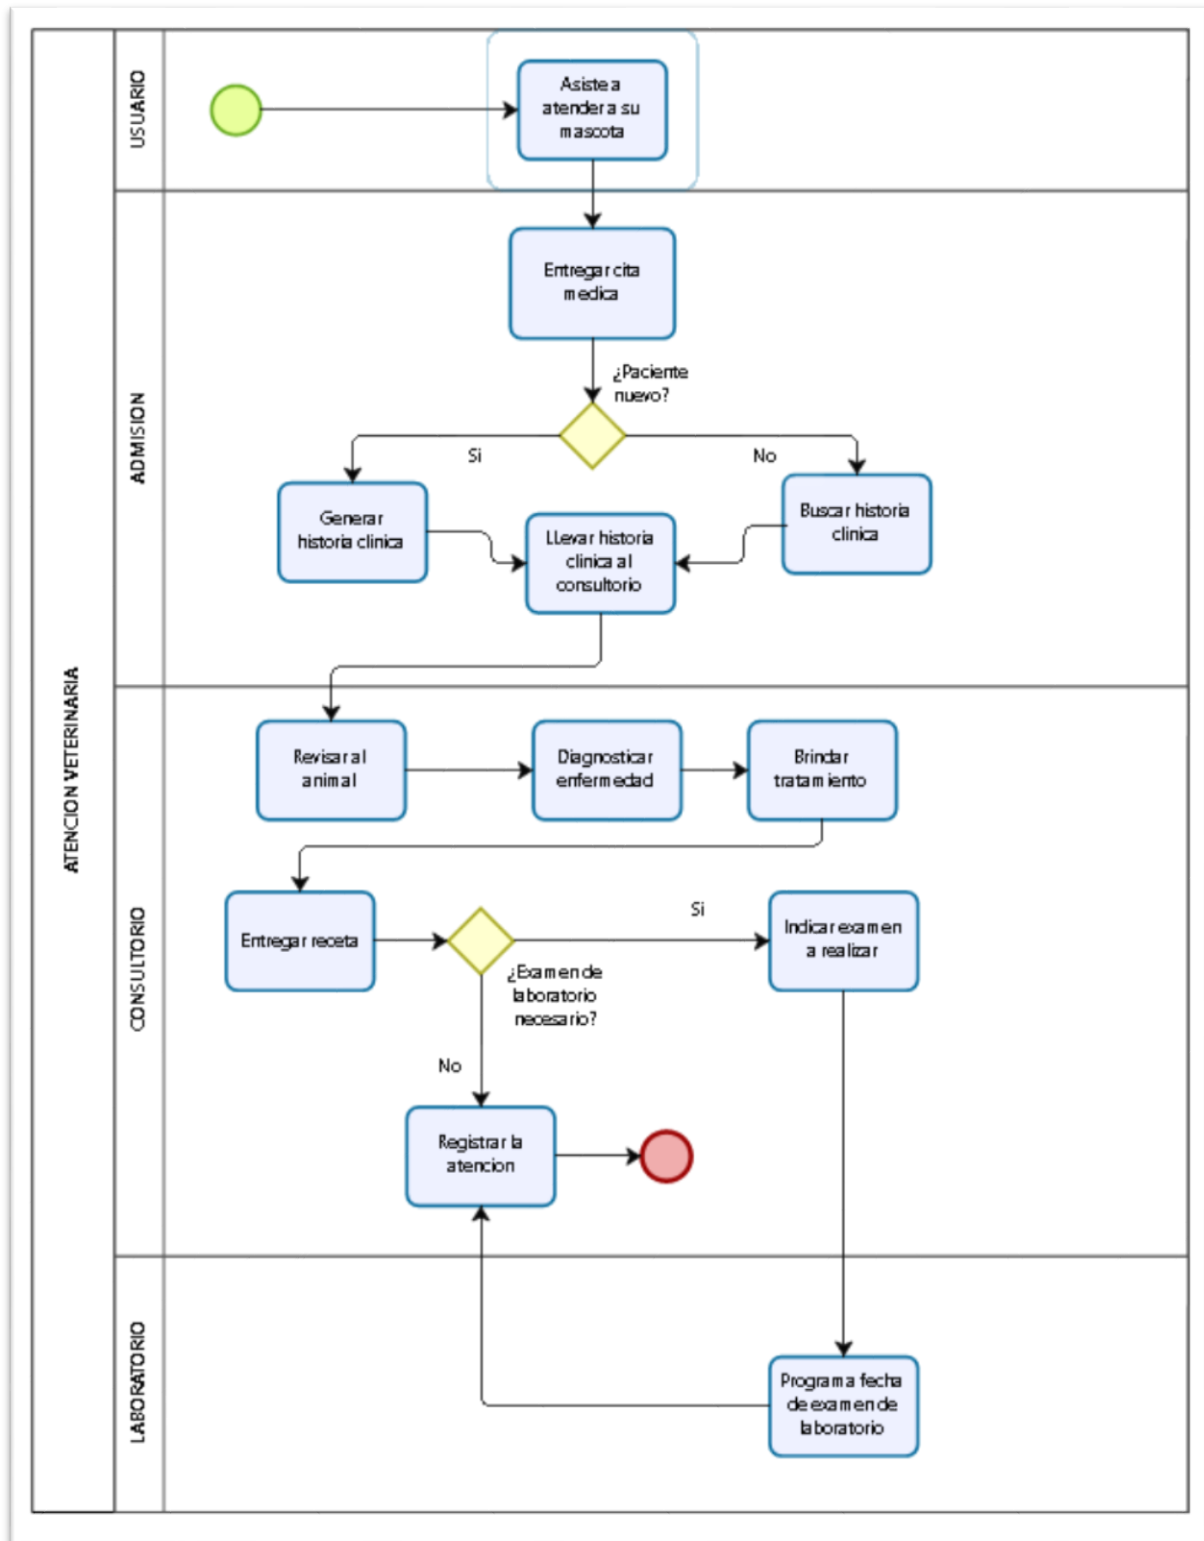 ATENCION VETERINARIA
USUARIO
Asiste a
atender a su
mascota
ADMISION
Entregar cita
medica
¿Paciente
nuevo?
Si
No
Generar
historia clinica
LLevar historia
clinica al
consultorio
Buscar historia
clinica
CONSULTORIO
Revisar al
animal
Diagnosticar
enfermedad
Brindar
tratamiento
Entregar receta
¿Examen de
laboratorio
necesario?
Si
Indicar examen
a realizar
No
Registrar la
atencion
LABORATORIO
Programa fecha
de examen de
laboratorio